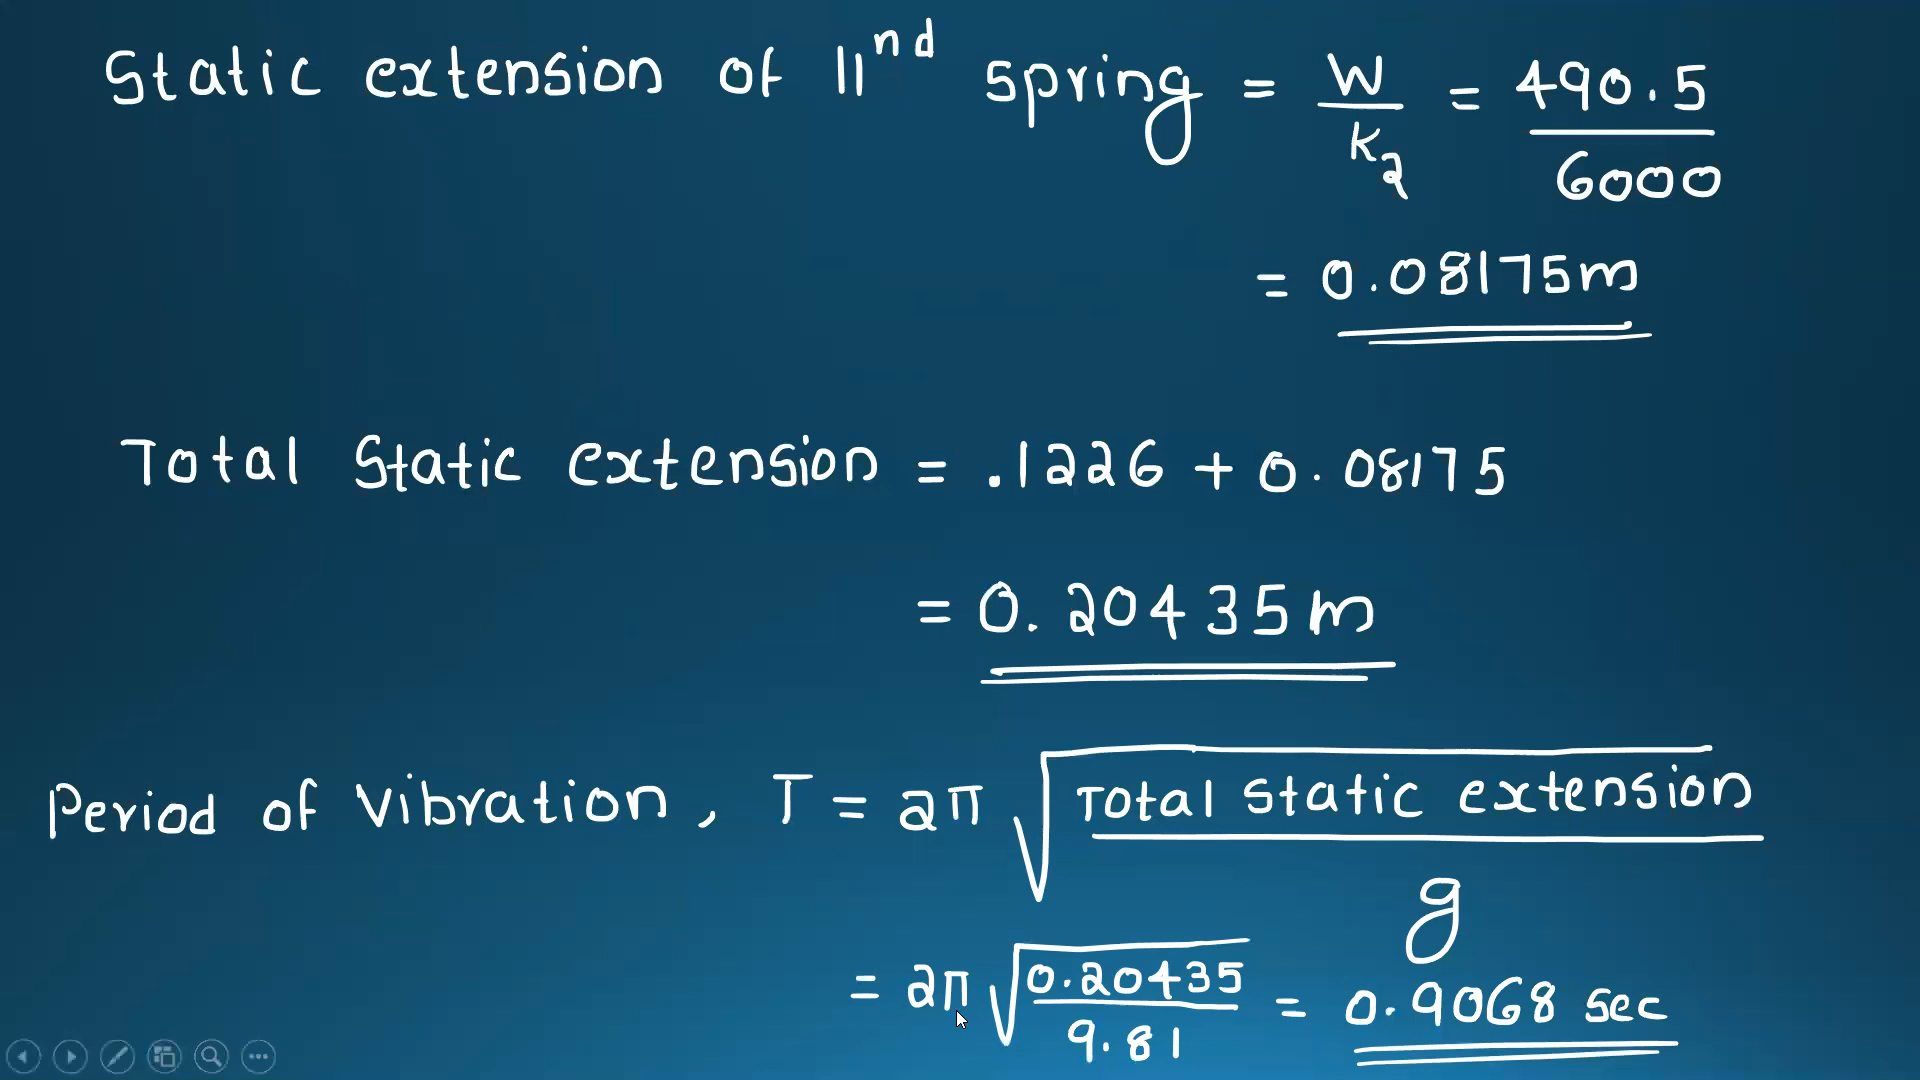 Static extension of IInd spring = W/K2 = 490.5/6000
= 0.08175m
Total Static extension = .1226 + 0.08175
= 0.20435m
Period of Vibration, T = 2π √(Total static extension/g)
= 2π √(0.20435/9.81) = 0.9068 sec